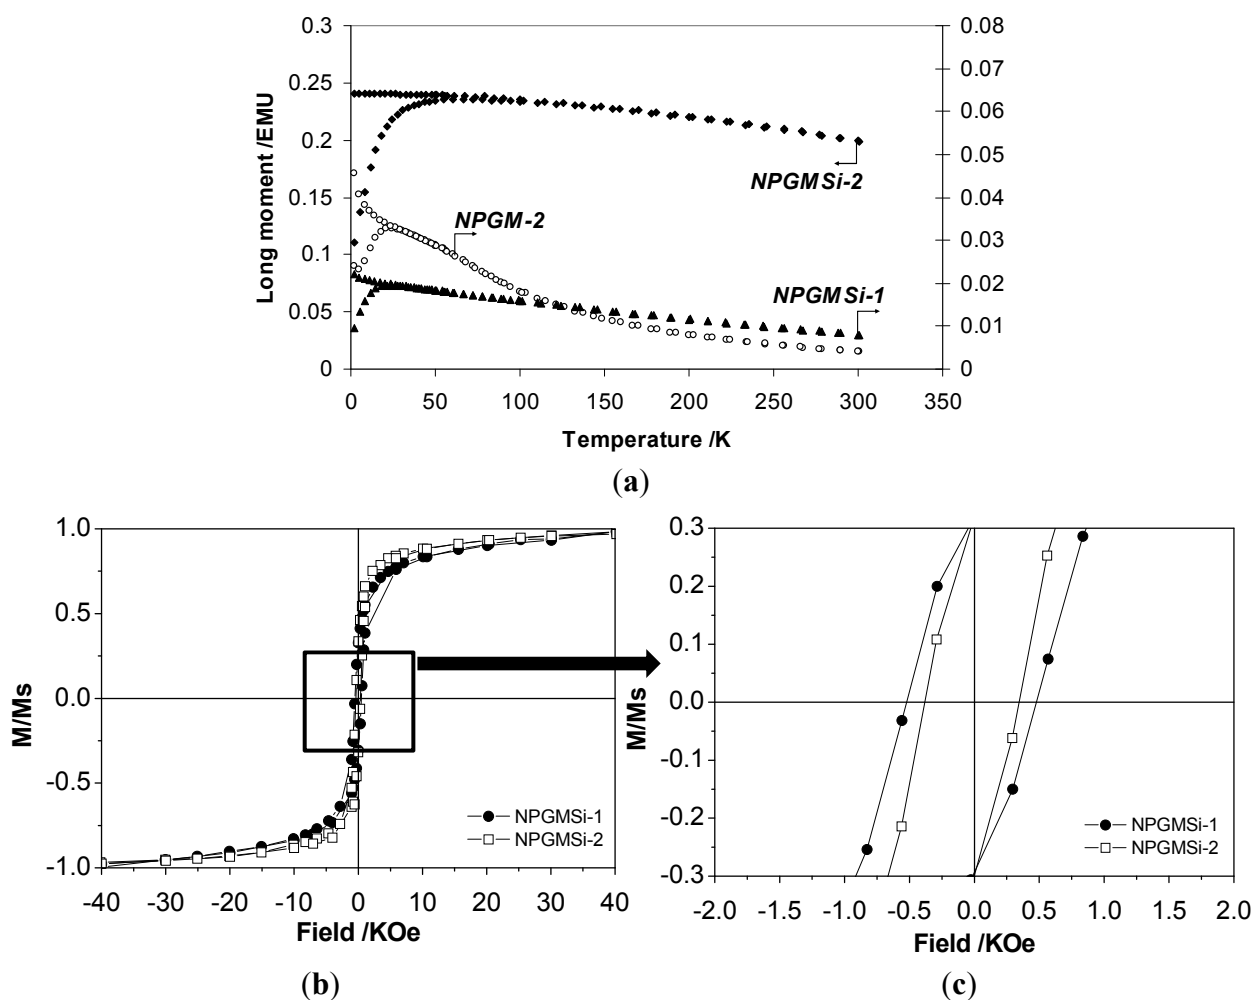 0.3
0.25
0.2
0.15
0.1
0.05
0
Long moment /EMU
0.08
0.07
0.06
0.05
0.04
0.03
0.02
0.01
0
NPGMSi-2
NPGM-2
NPGMSi-1
0 50 100 150 200 250 300 350
Temperature /K
(a)
1.0
0.5
0.0
-0.5
-1.0
M/Ms
NPGMSi-1
NPGMSi-2
-40 -30 -20 -10 0 10 20 30 40
Field /KOe
(b)
0.3
0.2
0.1
0.0
-0.1
-0.2
-0.3
M/Ms
NPGMSi-1
NPGMSi-2
-2.0 -1.5 -1.0 -0.5 0.0 0.5 1.0 1.5 2.0
Field /KOe
(c)